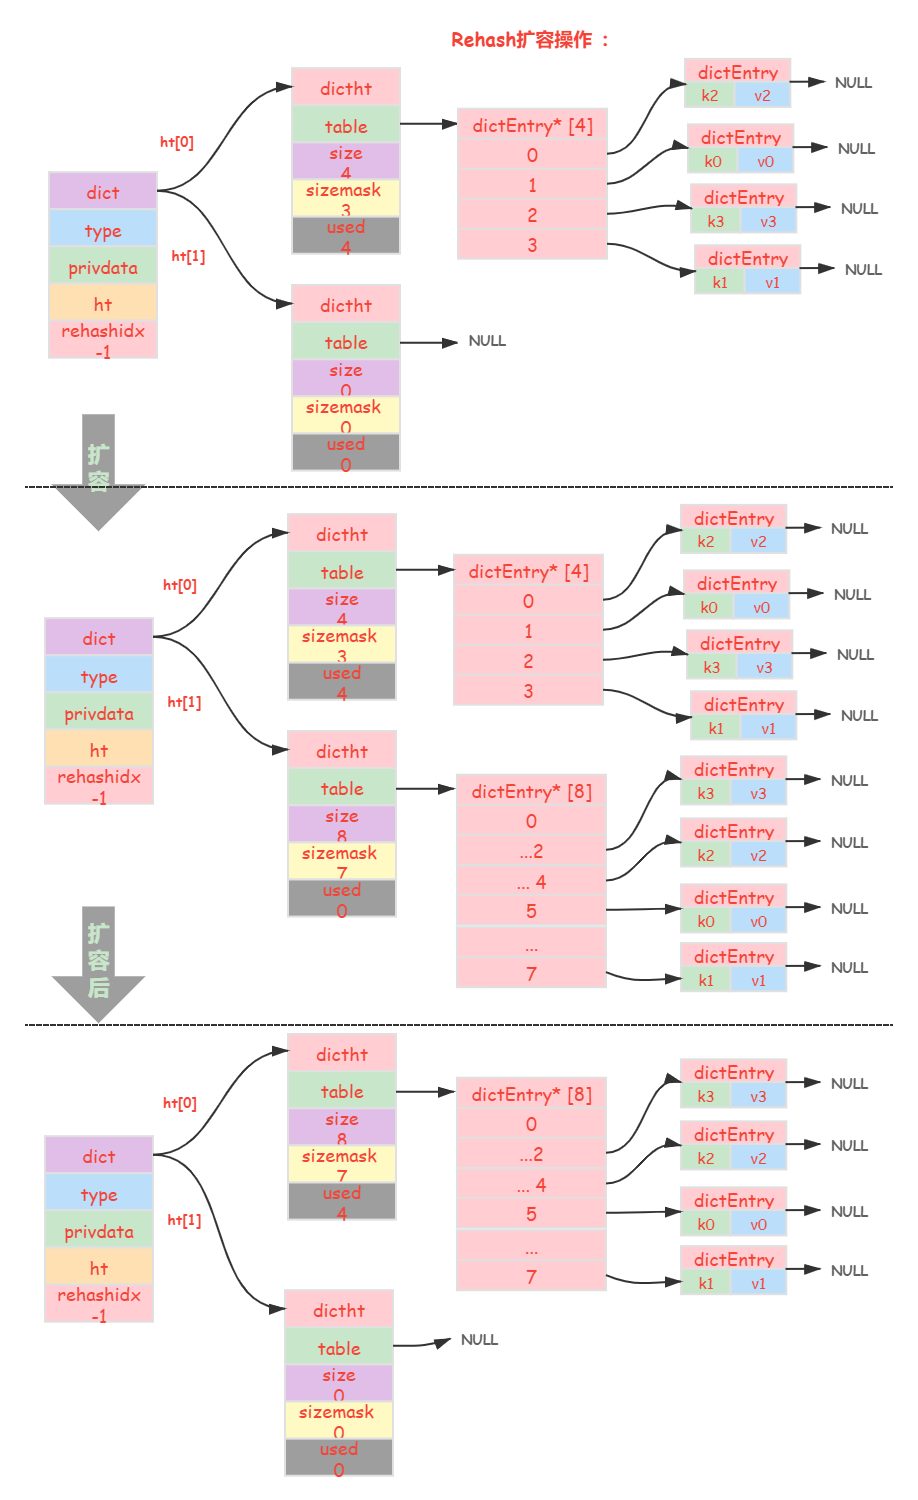 Rehash扩容操作 ：
ht[0]
ht[1]
dict
type
privdata
ht
rehashidx
-1
dictht
table
size
4
sizemask
3
used
4
dictEntry* [4]
0
1
2
3
dictEntry
k2 v2
NULL
dictEntry
k0 v0
NULL
dictEntry
k3 v3
NULL
dictEntry
k1 v1
NULL
dictht
table
size
0
sizemask
0
used
0
NULL
扩
容
ht[0]
ht[1]
dict
type
privdata
ht
rehashidx
-1
dictht
table
size
4
sizemask
3
used
4
dictEntry* [4]
0
1
2
3
dictEntry
k2 v2
NULL
dictEntry
k0 v0
NULL
dictEntry
k3 v3
NULL
dictEntry
k1 v1
NULL
dictht
table
size
8
sizemask
7
used
0
dictEntry* [8]
0
...2
... 4
5
...
7
dictEntry
k3 v3
NULL
dictEntry
k2 v2
NULL
dictEntry
k0 v0
NULL
dictEntry
k1 v1
NULL
扩
容
后
ht[0]
ht[1]
dict
type
privdata
ht
rehashidx
-1
dictht
table
size
8
sizemask
7
used
4
dictEntry* [8]
0
...2
... 4
5
...
7
dictEntry
k3 v3
NULL
dictEntry
k2 v2
NULL
dictEntry
k0 v0
NULL
dictEntry
k1 v1
NULL
dictht
table
size
0
sizemask
0
used
0
NULL